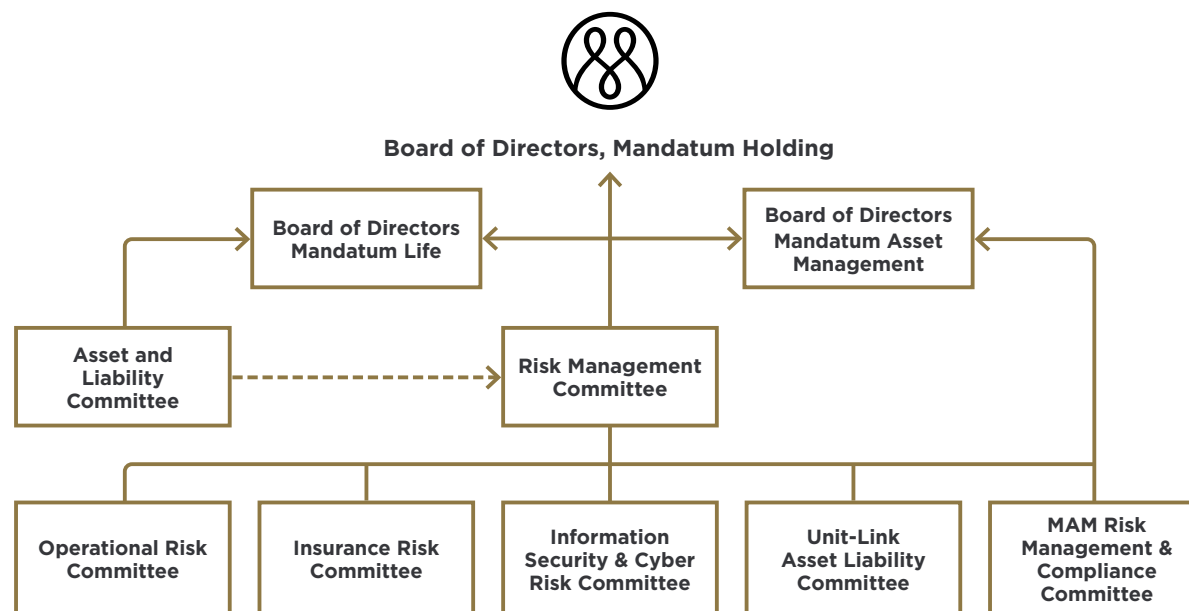 Board of Directors, Mandatum Holding
Board of Directors
Mandatum Life
Board of Directors
Mandatum Asset
Management
Asset and
Liability
Committee
Risk Management
Committee
Operational Risk
Committee
Insurance Risk
Committee
Information
Security & Cyber
Risk Committee
Unit-Link
Asset Liability
Committee
MAM Risk
Management &
Compliance
Committee